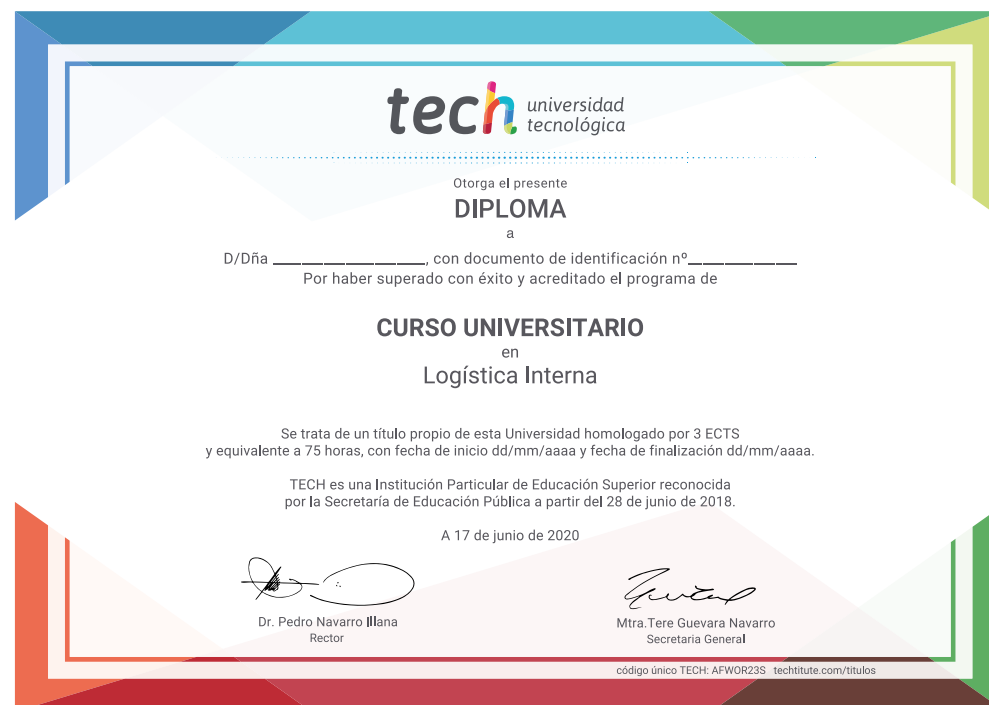 tech universidad
tecnológica
Otorga el presente
DIPLOMA
a
D/Dña ________________, con documento de identificación nº____________
Por haber superado con éxito y acreditado el programa de
CURSO UNIVERSITARIO
en
Logística Interna
Se trata de un título propio de esta Universidad homologado por 3 ECTS
y equivalente a 75 horas, con fecha de inicio dd/mm/aaaa y fecha de finalización dd/mm/aaaa.
TECH es una Institución Particular de Educación Superior reconocida
por la Secretaría de Educación Pública a partir del 28 de junio de 2018.
A 17 de junio de 2020
Dr. Pedro Navarro Illana
Rector
Mtra.Tere Guevara Navarro
Secretaria General
código único TECH: AFWOR23S techtitute.com/titulos